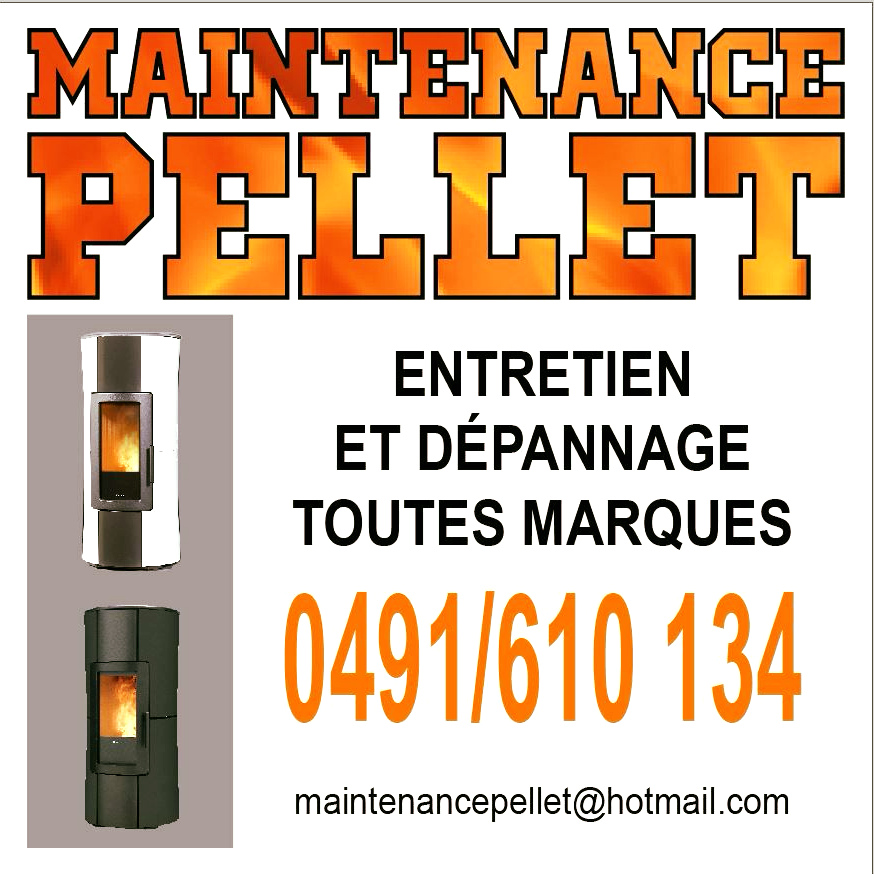 MAINTENANCE
PELLET
ENTRETIEN
ET DÉPANNAGE
TOUTES MARQUES
0491/610 134
maintenancepellet@hotmail.com